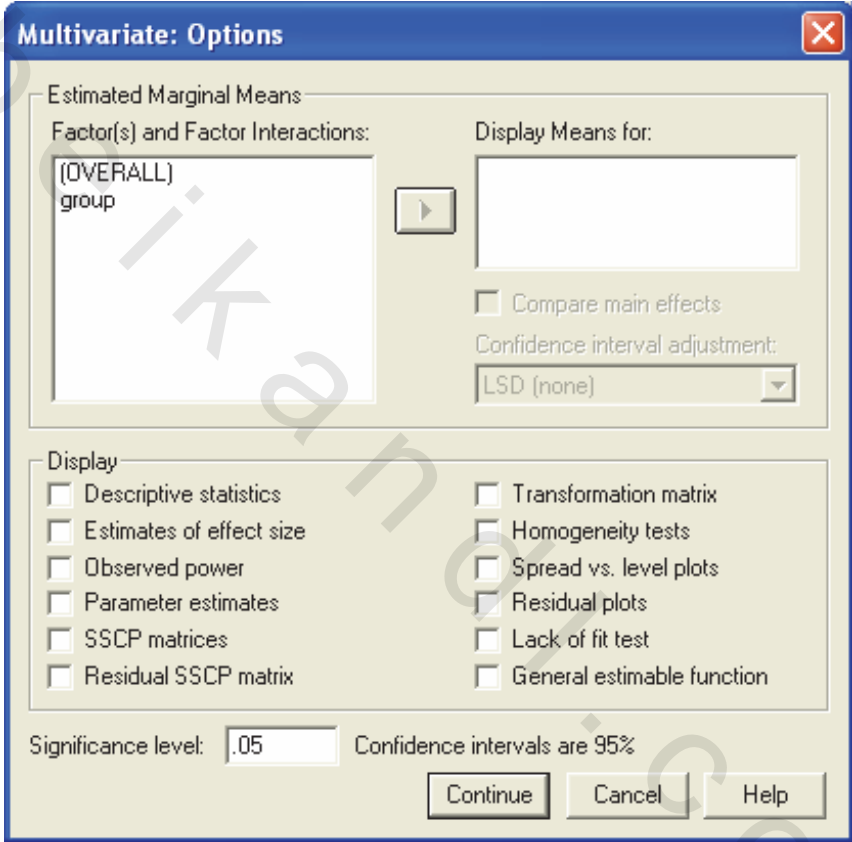 Multivariate: Options
Estimated Marginal Means
Factor(s) and Factor Interactions:
(OVERALL)
group
Display Means for:
Compare main effects
Confidence interval adjustment:
LSD (none)
Display
Descriptive statistics
Estimates of effect size
Observed power
Parameter estimates
SSCP matrices
Residual SSCP matrix
Transformation matrix
Homogeneity tests
Spread vs. level plots
Residual plots
Lack of fit test
General estimable function
Significance level: .05 Confidence intervals are 95%
Continue Cancel Help